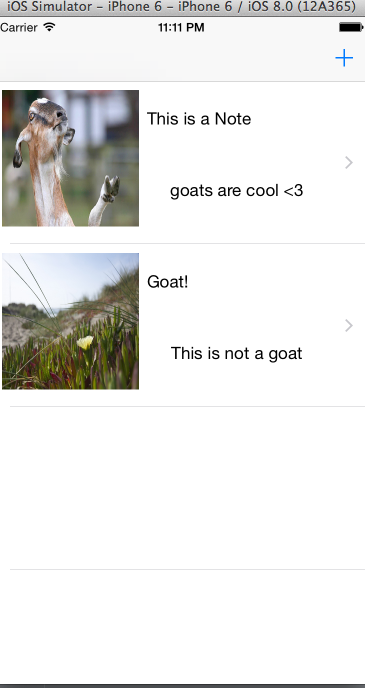 iOS Simulator - iPhone 6 - iPhone 6 / iOS 8.0 (12A365)
Carrier 11:11 PM
This is a Note
goats are cool <3
Goat!
This is not a goat